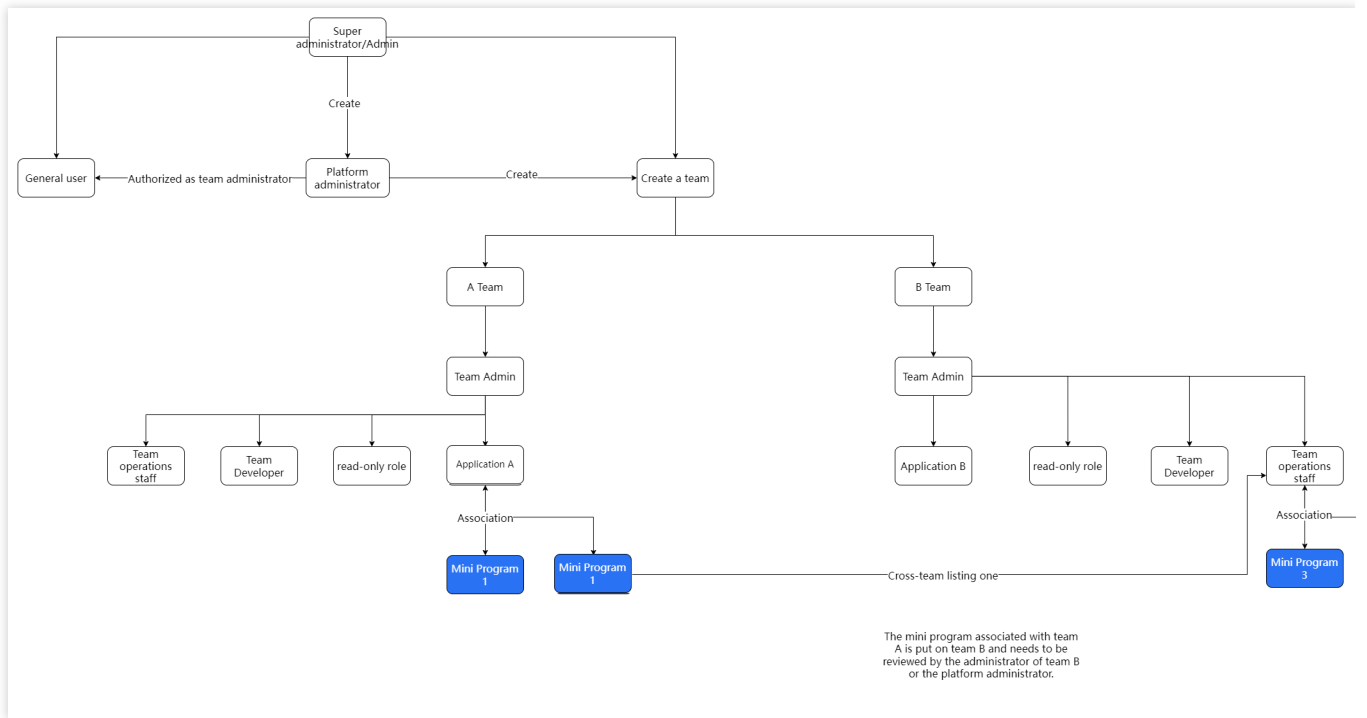 Super
administrator/Admin
Create
General user
Authorized as team administrator
Platform
administrator
Create
Create a team
A Team
B Team
Team Admin
Team Admin
Team
operations
staff
Team
Developer
read-only role
Application A
Application B
read-only role
Team
Developer
Team
operations
staff
Association
Association
Mini Program
1
Mini Program
1
Cross-team listing one
Mini Program
3
The mini program associated with team
A is put on team B and needs to be
reviewed by the administrator of team B
or the platform administrator.